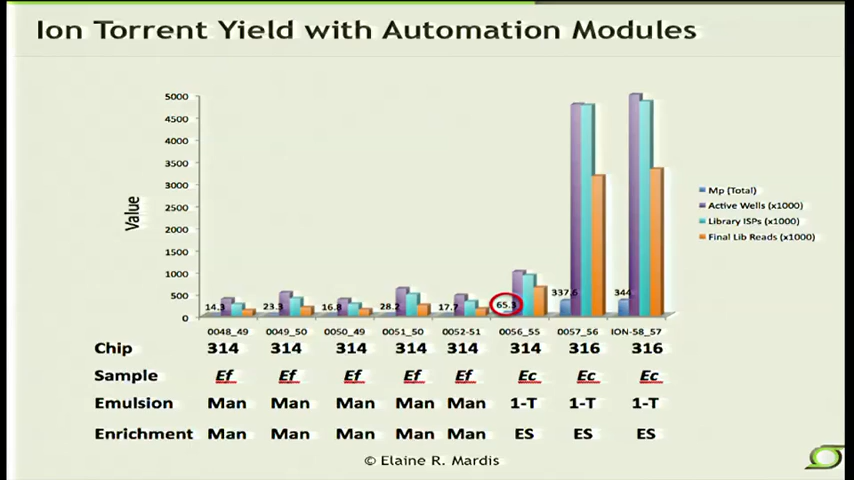 Ion Torrent Yield with Automation Modules
5000
4500
4000
3500
3000
2500
2000
1500
1000
500
0
Value
14.3 23.3 16.8 28.2 17.7 65.3 337.6 344
Mp (Total)
Active Wells (x1000)
Library ISPs (x1000)
Final Lib Reads (x1000)
0048_49 0049_50 0050_49 0051_50 0052-51 0056_55 0057_56 ION-58_57
Chip 314 314 314 314 314 314 316 316
Sample Ef Ef Ef Ef Ef Ec Ec Ec
Emulsion Man Man Man Man Man 1-T 1-T 1-T
Enrichment Man Man Man Man Man ES ES ES
© Elaine R. Mardis